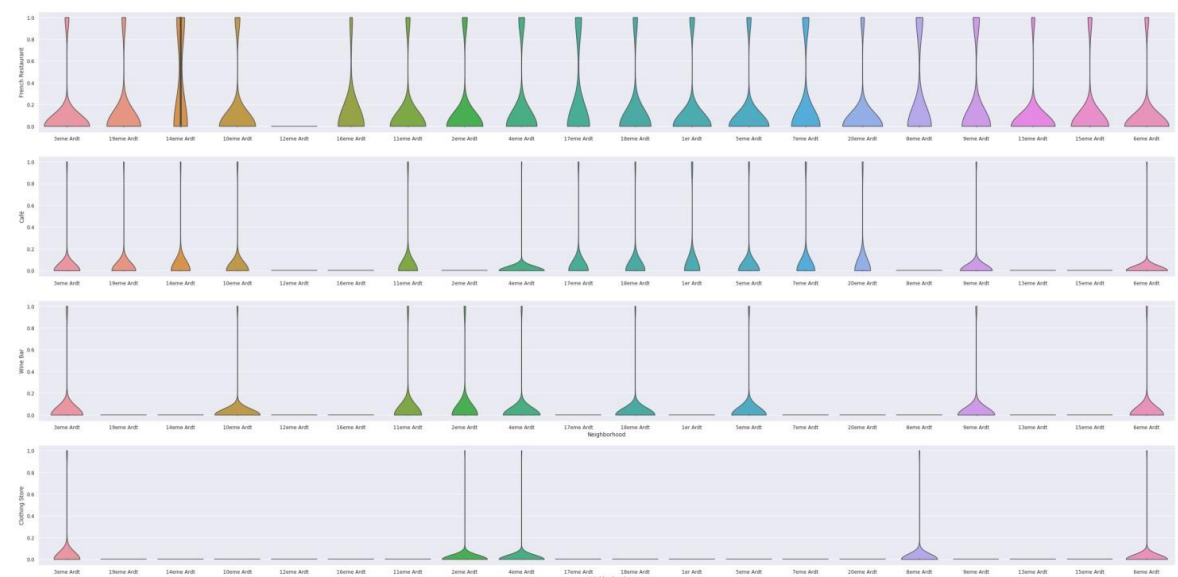 French Restaurant
1.0
0.8
0.6
0.4
0.2
0.0
3eme Ardt 19eme Ardt 14eme Ardt 10eme Ardt 12eme Ardt 16eme Ardt 11eme Ardt 2eme Ardt 4eme Ardt 17eme Ardt 18eme Ardt 1er Ardt 5eme Ardt 7eme Ardt 20eme Ardt 8eme Ardt 9eme Ardt 13eme Ardt 15eme Ardt 6eme Ardt
Café
1.0
0.8
0.6
0.4
0.2
0.0
3eme Ardt 19eme Ardt 14eme Ardt 10eme Ardt 12eme Ardt 16eme Ardt 11eme Ardt 2eme Ardt 4eme Ardt 17eme Ardt 18eme Ardt 1er Ardt 5eme Ardt 7eme Ardt 20eme Ardt 8eme Ardt 9eme Ardt 13eme Ardt 15eme Ardt 6eme Ardt
Wine Bar
1.0
0.8
0.6
0.4
0.2
0.0
3eme Ardt 19eme Ardt 14eme Ardt 10eme Ardt 12eme Ardt 16eme Ardt 11eme Ardt 2eme Ardt 4eme Ardt 17eme Ardt 18eme Ardt 1er Ardt 5eme Ardt 7eme Ardt 20eme Ardt 8eme Ardt 9eme Ardt 13eme Ardt 15eme Ardt 6eme Ardt
Neighborhood
Clothing Store
1.0
0.8
0.6
0.4
0.2
0.0
3eme Ardt 19eme Ardt 14eme Ardt 10eme Ardt 12eme Ardt 16eme Ardt 11eme Ardt 2eme Ardt 4eme Ardt 17eme Ardt 18eme Ardt 1er Ardt 5eme Ardt 7eme Ardt 20eme Ardt 8eme Ardt 9eme Ardt 13eme Ardt 15eme Ardt 6eme Ardt